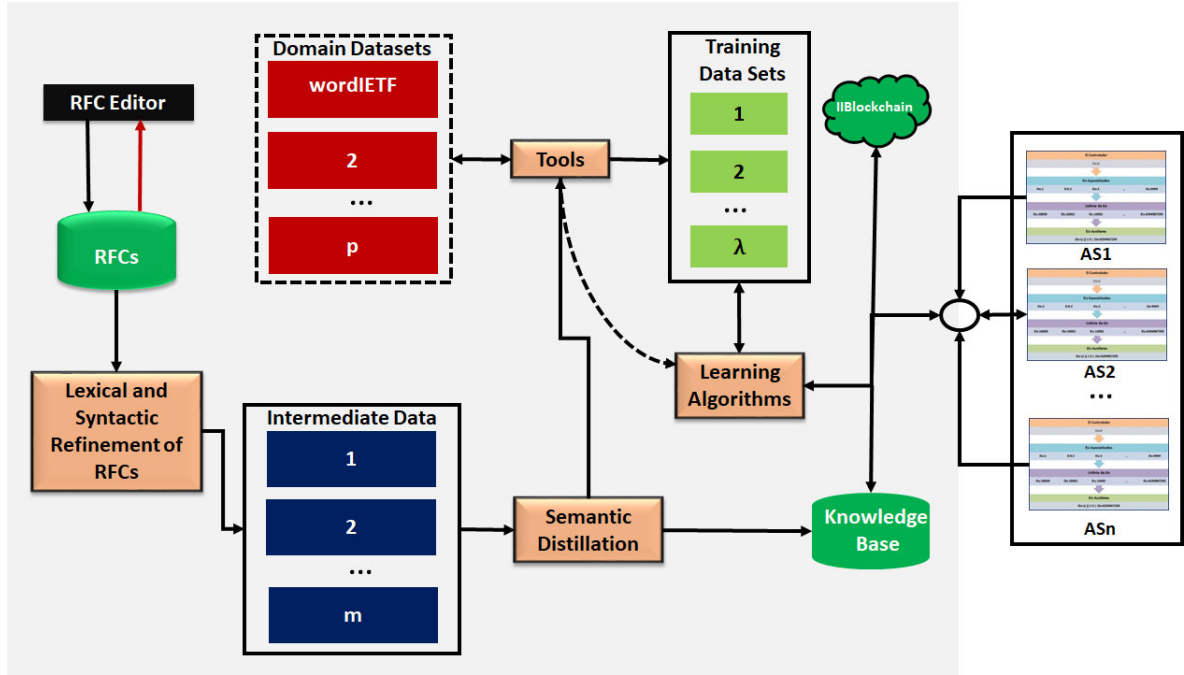 RFC Editor
RFCs
Lexical and
Syntactic
Refinement of
RFCs
Domain Datasets
wordIETF
2
...
p
Intermediate Data
1
2
...
m
Tools
Semantic
Distillation
Training
Data Sets
1
2
...
λ
Learning
Algorithms
IIBlockchain
Knowledge
Base
AS1
AS2
...
ASn